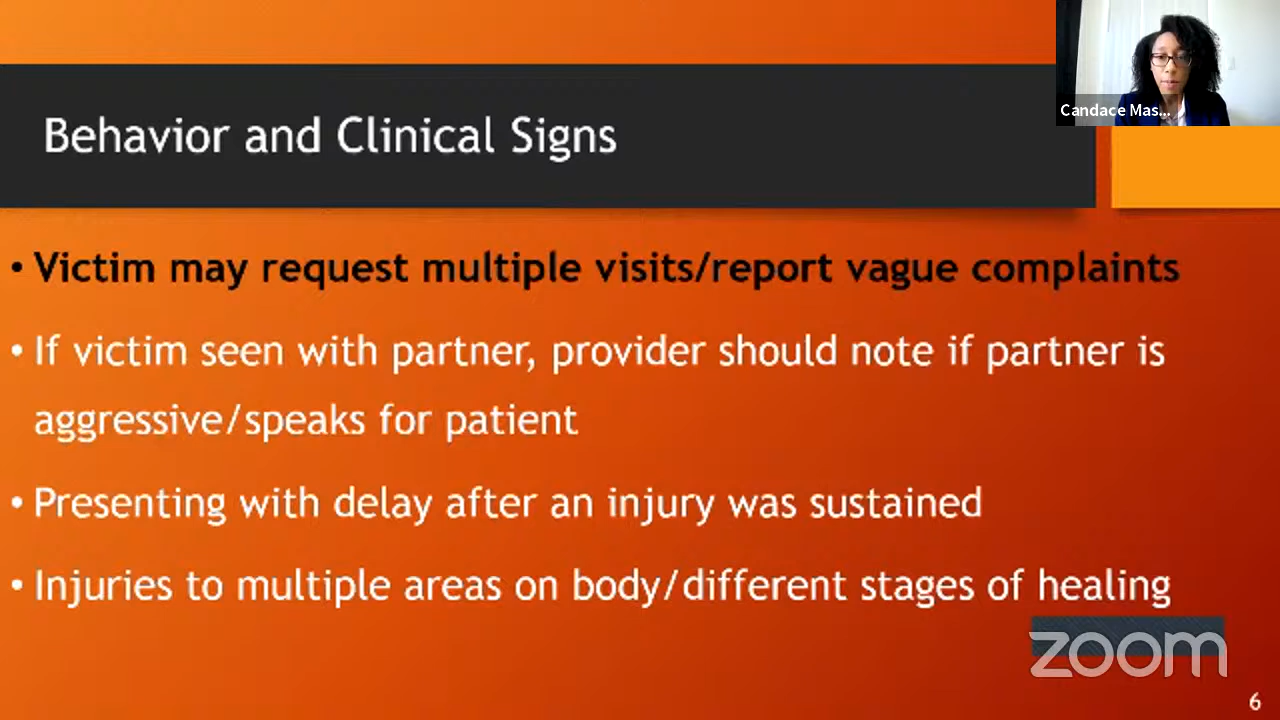 Candace Mas...
Behavior and Clinical Signs
• Victim may request multiple visits/report vague complaints
• If victim seen with partner, provider should note if partner is
aggressive/speaks for patient
• Presenting with delay after an injury was sustained
• Injuries to multiple areas on body/different stages of healing
zoom
6